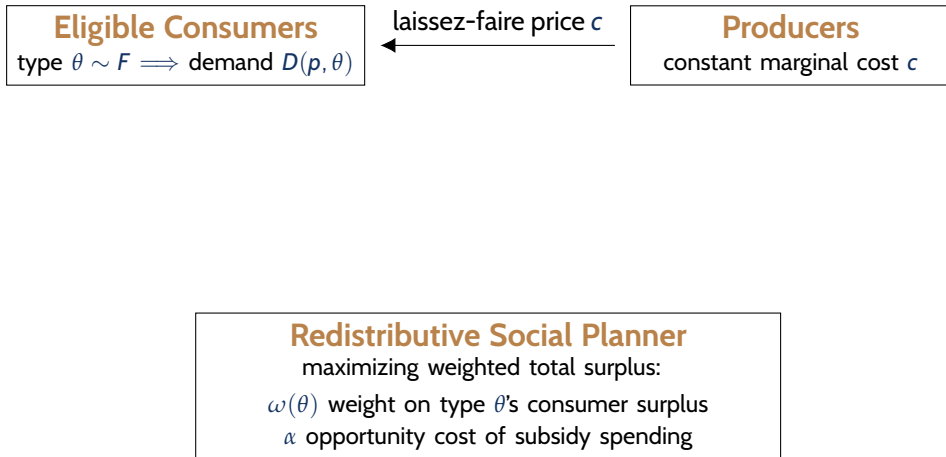 Eligible Consumers
type θ ∼ F ⟹ demand D(p, θ)
laissez-faire price c
Producers
constant marginal cost c
Redistributive Social Planner
maximizing weighted total surplus:
ω(θ) weight on type θ's consumer surplus
α opportunity cost of subsidy spending